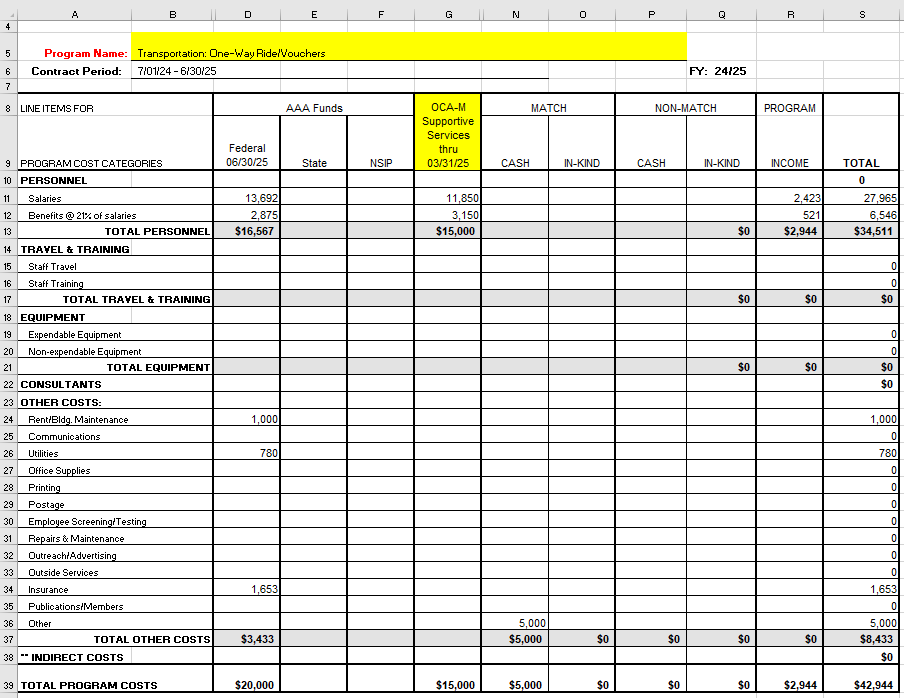 A B D E F G N O P Q R S
4
5 Program Name: Transportation: One-Way Ride/Vouchers
6 Contract Period: 7/01/24 - 6/30/25 FY: 24/25
7
8 LINE ITEMS FOR AAA Funds OCA-M MATCH NON-MATCH PROGRAM
Supportive
Services
Federal thru
9 PROGRAM COST CATEGORIES 06/30/25 State NSIP 03/31/25 CASH IN-KIND CASH IN-KIND INCOME TOTAL
10 PERSONNEL 0
11 Salaries 13,692 11,850 2,423 27,965
12 Benefits @ 21% of salaries 2,875 3,150 521 6,546
13 TOTAL PERSONNEL $16,567 $15,000 $0 $2,944 $34,511
14 TRAVEL & TRAINING
15 Staff Travel 0
16 Staff Training 0
17 TOTAL TRAVEL & TRAINING $0 $0 $0
18 EQUIPMENT
19 Expendable Equipment 0
20 Non-expendable Equipment 0
21 TOTAL EQUIPMENT $0 $0 $0
22 CONSULTANTS $0
23 OTHER COSTS:
24 Rent/Bldg. Maintenance 1,000 1,000
25 Communications 0
26 Utilities 780 780
27 Office Supplies 0
28 Printing 0
29 Postage 0
30 Employee Screening/Testing 0
31 Repairs & Maintenance 0
32 Outreach/Advertising 0
33 Outside Services 0
34 Insurance 1,653 1,653
35 Publications/Members 0
36 Other 5,000 5,000
37 TOTAL OTHER COSTS $3,433 $5,000 $0 $0 $0 $0 $8,433
38 ** INDIRECT COSTS $0
39 TOTAL PROGRAM COSTS $20,000 $15,000 $5,000 $0 $0 $0 $2,944 $42,944